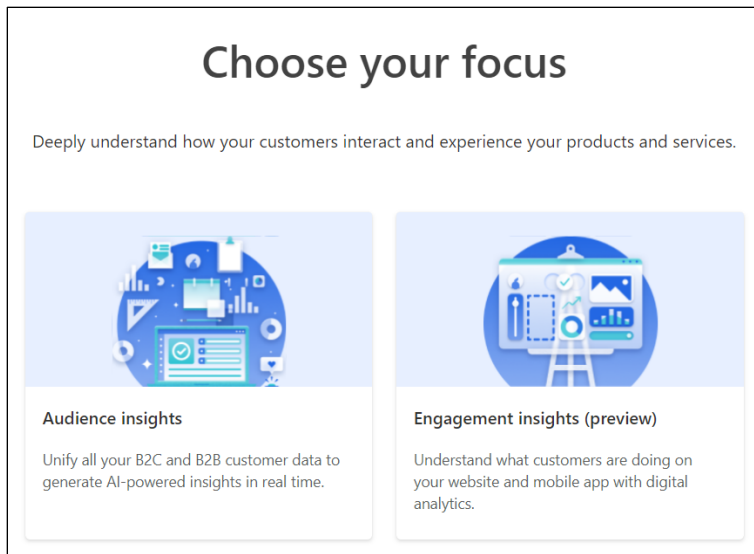 Choose your focus
Deeply understand how your customers interact and experience your products and services.
Audience insights
Unify all your B2C and B2B customer data to
generate AI-powered insights in real time.
Engagement insights (preview)
Understand what customers are doing on
your website and mobile app with digital
analytics.